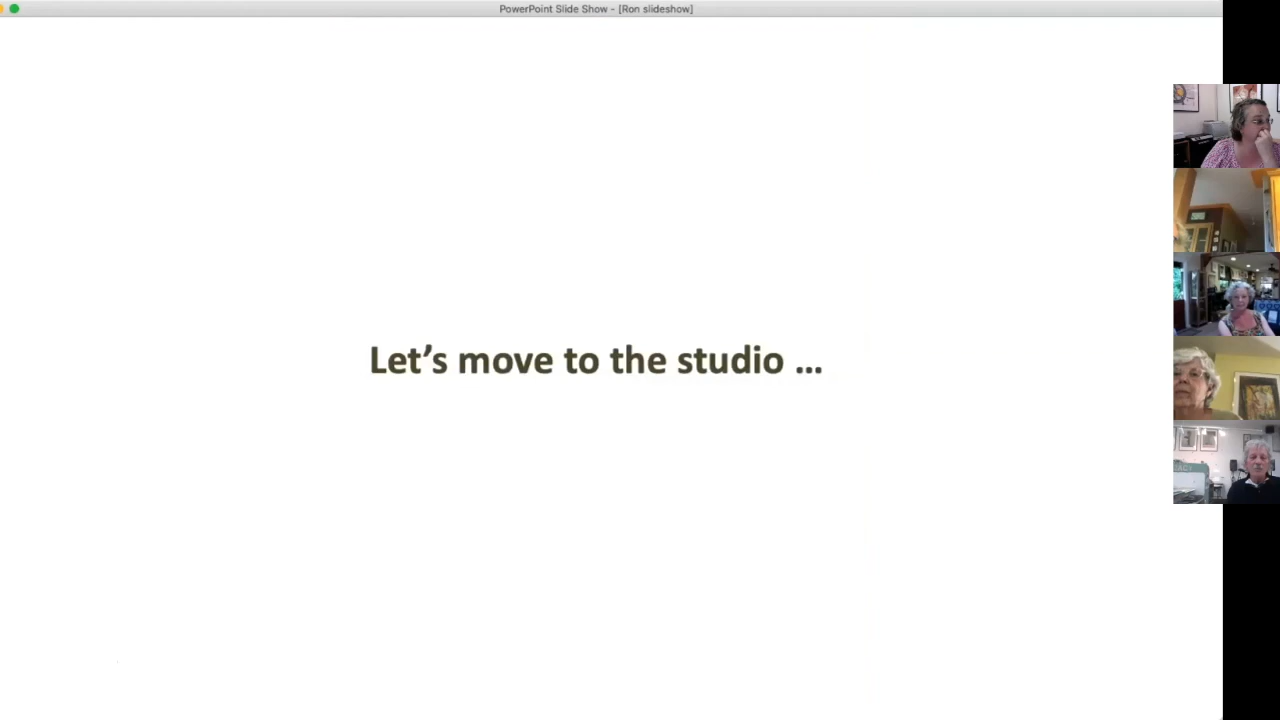 PowerPoint Slide Show - [Ron slideshow]
Let’s move to the studio ...